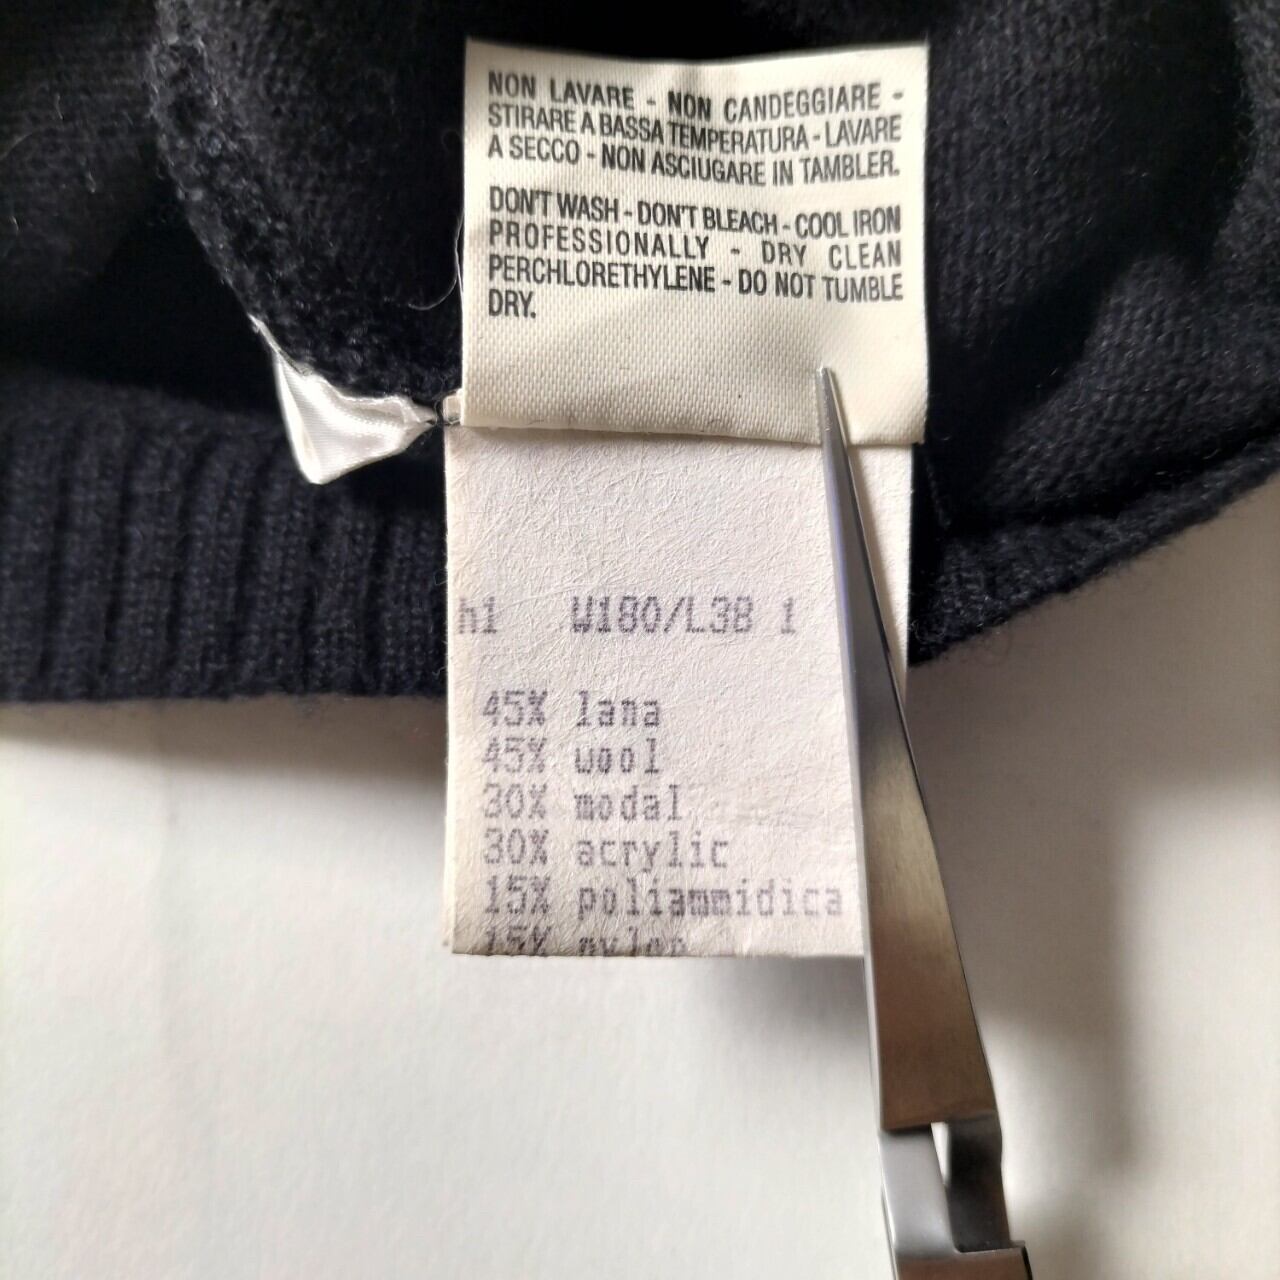 NON LAVARE - NON CANDEGGIARE -
STIRARE A BASSA TEMPERATURA - LAVARE
A SECCO - NON ASCIUGARE IN TAMBLER.
DON'T WASH - DON'T BLEACH - COOL IRON
PROFESSIONALLY - DRY CLEAN
PERCHLORETHYLENE - DO NOT TUMBLE
DRY.
h1 W180/L38 1
45% lana
45% wool
30% modal
30% acrylic
15% poliammidica
15% nylon